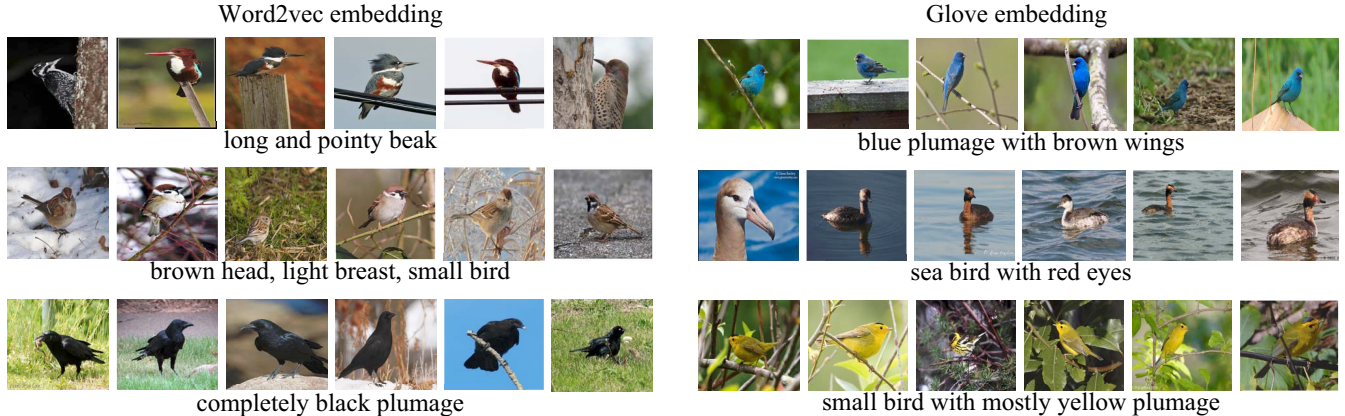 Word2vec embedding
Glove embedding
long and pointy beak
blue plumage with brown wings
brown head, light breast, small bird
sea bird with red eyes
completely black plumage
small bird with mostly yellow plumage